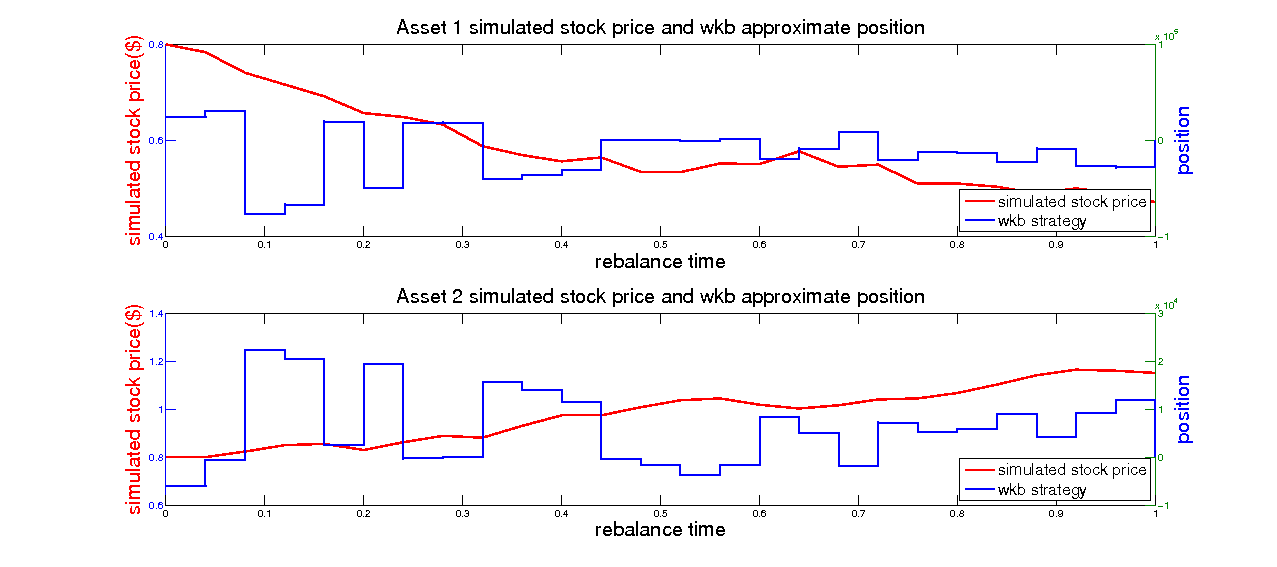 Asset 1 simulated stock price and wkb approximate position
x 10^5
simulated stock price($)
0.8
0.6
0.4
1
0
-1
position
simulated stock price
wkb strategy
0 0.1 0.2 0.3 0.4 0.5 0.6 0.7 0.8 0.9 1
rebalance time
Asset 2 simulated stock price and wkb approximate position
x 10^4
simulated stock price($)
1.4
1.2
1
0.8
0.6
3
2
1
0
-1
position
simulated stock price
wkb strategy
0 0.1 0.2 0.3 0.4 0.5 0.6 0.7 0.8 0.9 1
rebalance time